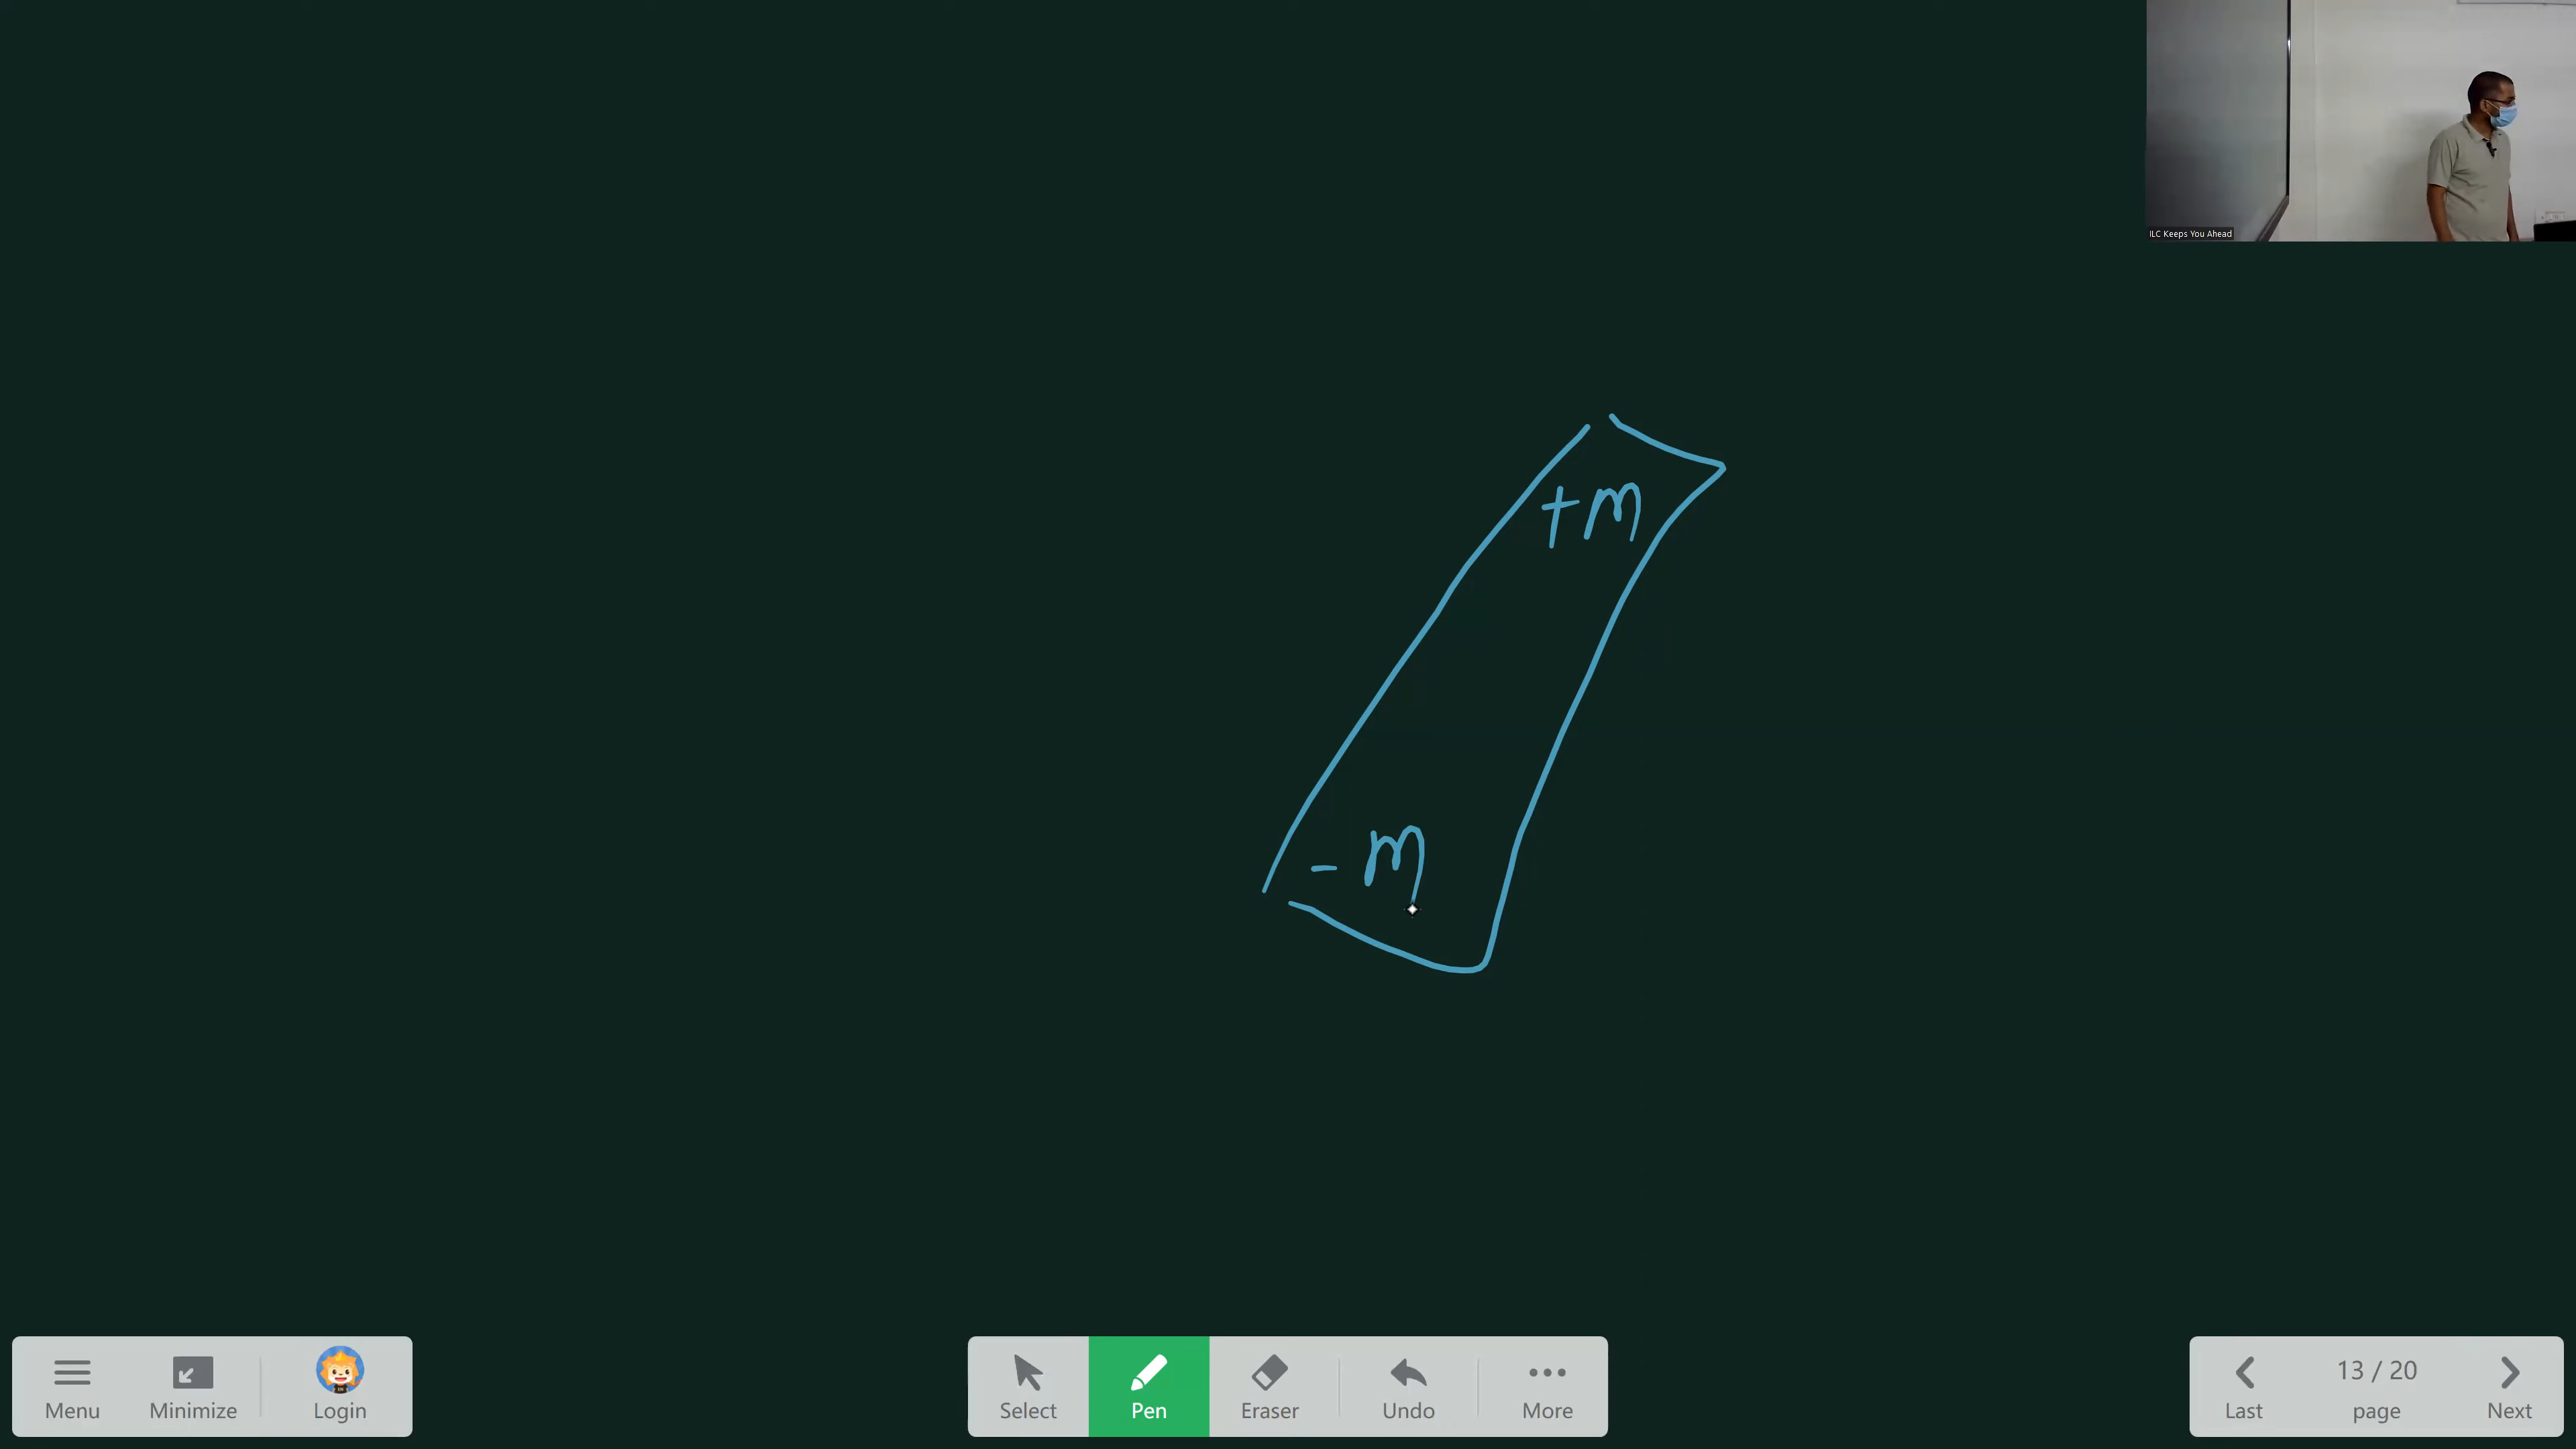 ILC Keeps You Ahead
+m
- m
Menu
Minimize
Login
Select
Pen
Eraser
Undo
More
Last
13 / 20
page
Next